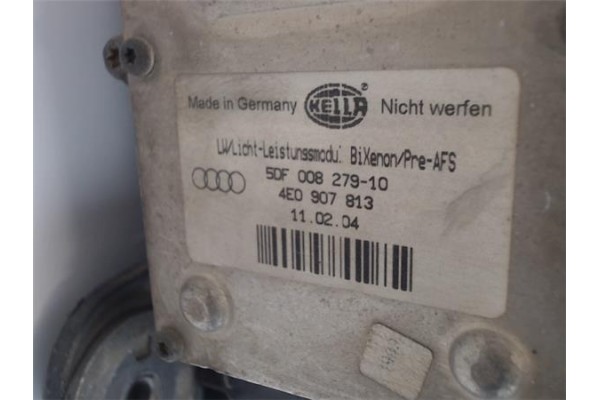 Made in Germany HELLA ® Nicht werfen
LW/Licht-Leistungsmodul BiXenon/Pre-AFS
5DF 008 279-10
4E0 907 813
11.02.04